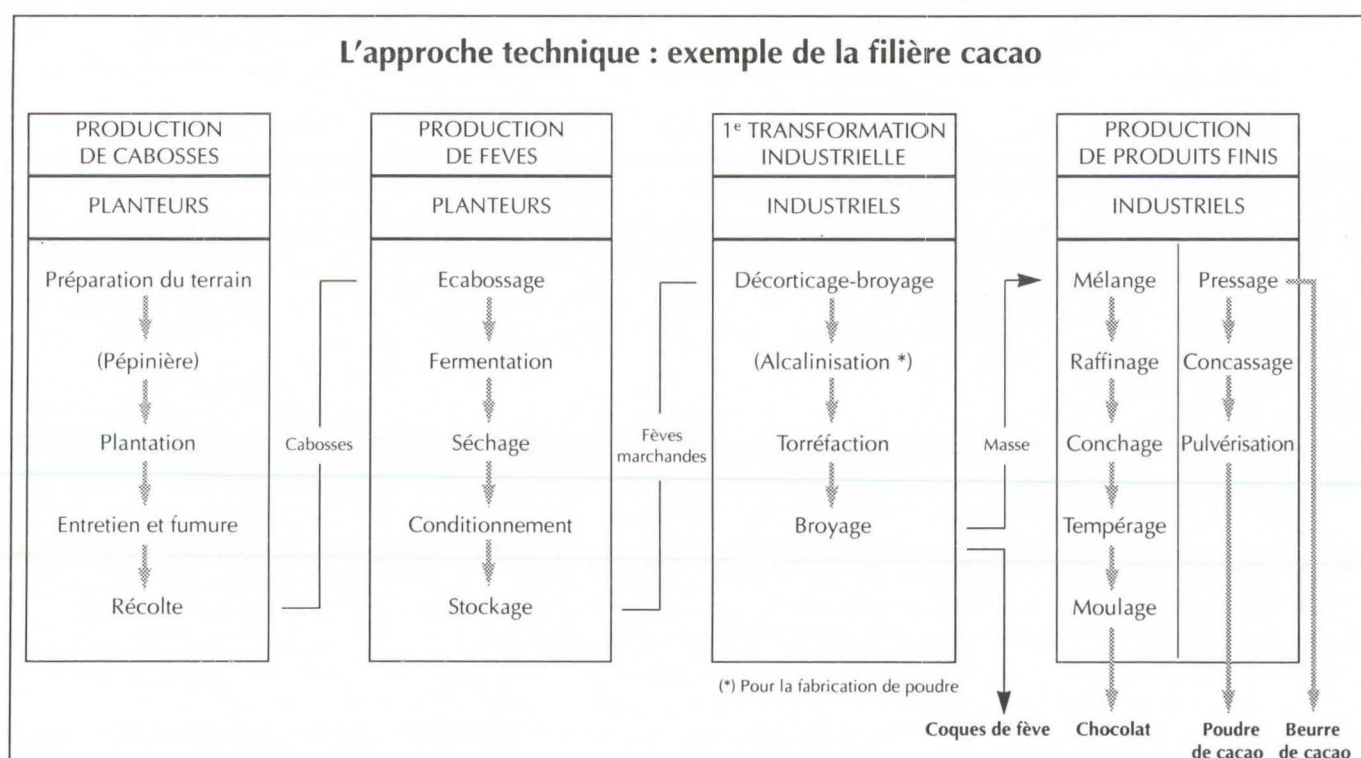 L'approche technique : exemple de la filière cacao
PRODUCTION
DE CABOSSES
PLANTEURS
Préparation du terrain
(Pépinière)
Plantation
Entretien et fumure
Récolte
Cabosses
PRODUCTION
DE FEVES
PLANTEURS
Ecabossage
Fermentation
Séchage
Conditionnement
Stockage
Fèves
marchandes
1e TRANSFORMATION
INDUSTRIELLE
INDUSTRIELS
Décorticage-broyage
(Alcalinisation *)
Torréfaction
Broyage
(*) Pour la fabrication de poudre
Masse
PRODUCTION
DE PRODUITS FINIS
INDUSTRIELS
Mélange
Raffinage
Conchage
Tempérage
Moulage
Pressage
Concassage
Pulvérisation
Coques de fève
Chocolat
Poudre
de cacao
Beurre
de cacao